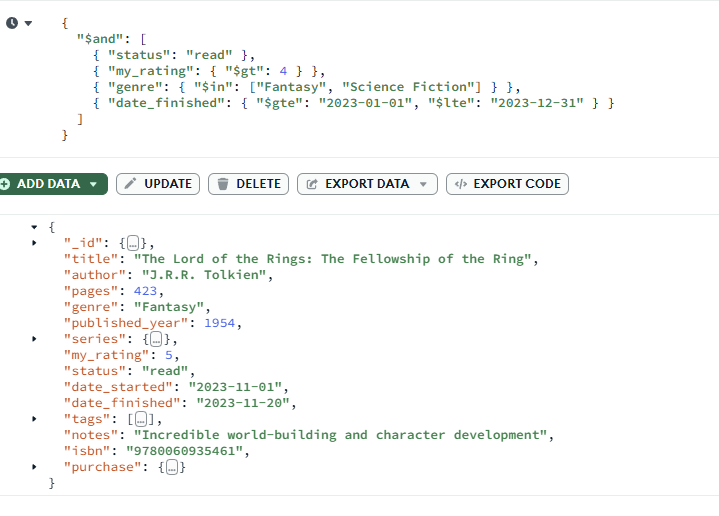 {
"$and": [
{ "status": "read" },
{ "my_rating": { "$gt": 4 } },
{ "genre": { "$in": ["Fantasy", "Science Fiction"] } },
{ "date_finished": { "$gte": "2023-01-01", "$lte": "2023-12-31" } }
]
}
ADD DATA UPDATE DELETE EXPORT DATA EXPORT CODE
{
"_id": {…},
"title": "The Lord of the Rings: The Fellowship of the Ring",
"author": "J.R.R. Tolkien",
"pages": 423,
"genre": "Fantasy",
"published_year": 1954,
"series": {…},
"my_rating": 5,
"status": "read",
"date_started": "2023-11-01",
"date_finished": "2023-11-20",
"tags": […],
"notes": "Incredible world-building and character development",
"isbn": "9780060935461",
"purchase": {…}
}